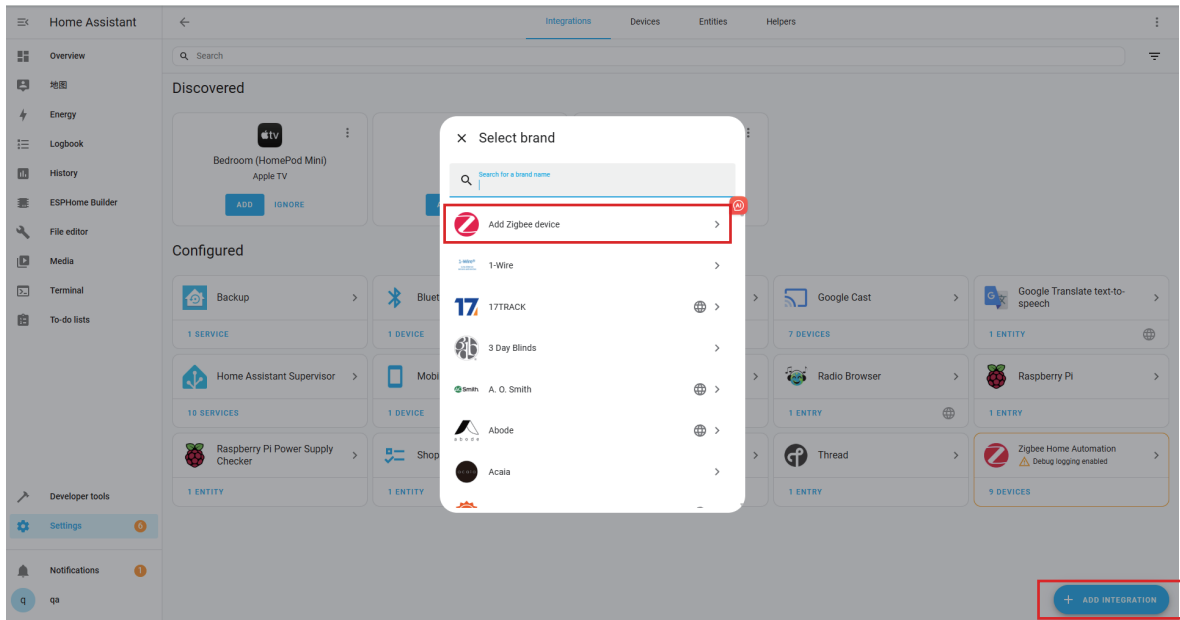 Home Assistant
Integrations
Devices
Entities
Helpers
Overview
地图
Energy
Logbook
History
ESPHome Builder
File editor
Media
Terminal
To-do lists
Developer tools
Settings
6
Notifications
1
q
qa
Search
Discovered
tv
Bedroom (HomePod Mini)
Apple TV
ADD
IGNORE
Select brand
Search for a brand name
AI
Add Zigbee device
1-Wire
17
17TRACK
3 Day Blinds
Smith
A. O. Smith
abode
Abode
Acaia
Configured
Backup
1 SERVICE
Bluet
1 DEVICE
Google Cast
7 DEVICES
G
Google Translate text-to-
speech
1 ENTITY
Home Assistant Supervisor
10 SERVICES
Mobi
1 DEVICE
Radio Browser
1 ENTRY
Raspberry Pi
1 ENTRY
Raspberry Pi Power Supply
Checker
1 ENTITY
Shop
1 ENTITY
Thread
1 ENTRY
Zigbee Home Automation
Debug logging enabled
9 DEVICES
ADD INTEGRATION